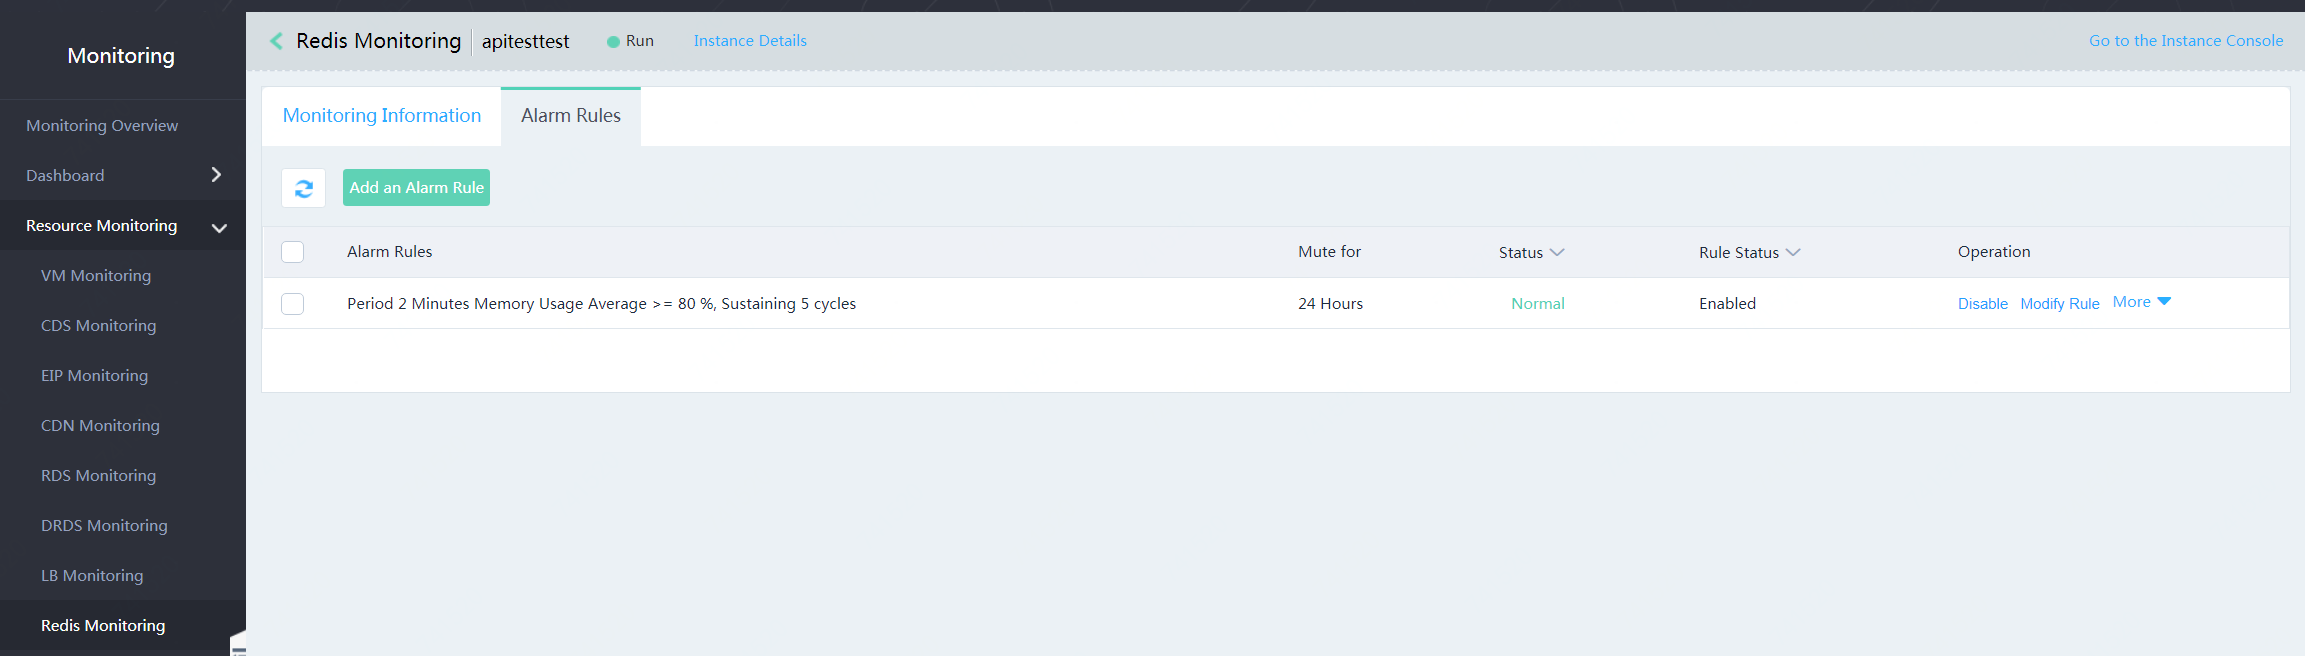 Monitoring
Monitoring Overview
Dashboard
Resource Monitoring
VM Monitoring
CDS Monitoring
EIP Monitoring
CDN Monitoring
RDS Monitoring
DRDS Monitoring
LB Monitoring
Redis Monitoring
Redis Monitoring apitesttest Run Instance Details Go to the Instance Console
Monitoring Information Alarm Rules
Add an Alarm Rule
Alarm Rules Mute for Status Rule Status Operation
Period 2 Minutes Memory Usage Average >= 80 %, Sustaining 5 cycles 24 Hours Normal Enabled Disable Modify Rule More